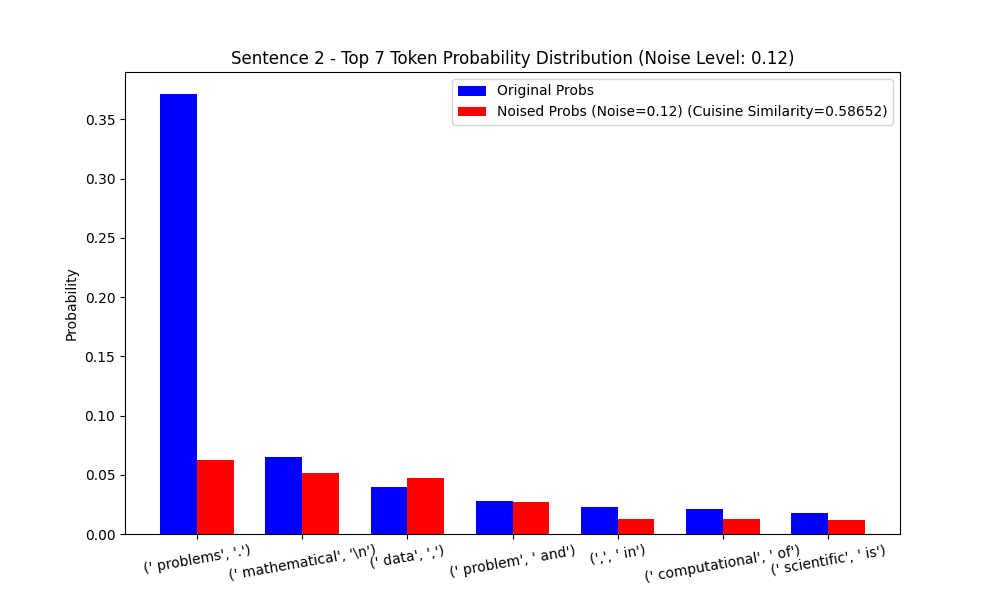 Sentence 2 - Top 7 Token Probability Distribution (Noise Level: 0.12)
Original Probs
Noised Probs (Noise=0.12) (Cuisine Similarity=0.58652)
Probability
0.35
0.30
0.25
0.20
0.15
0.10
0.05
0.00
(' problems', '.')
(' mathematical', '\n')
(' data', ',')
(' problem', ' and')
(',', ' in')
(' computational', ' of')
(' scientific', ' is')